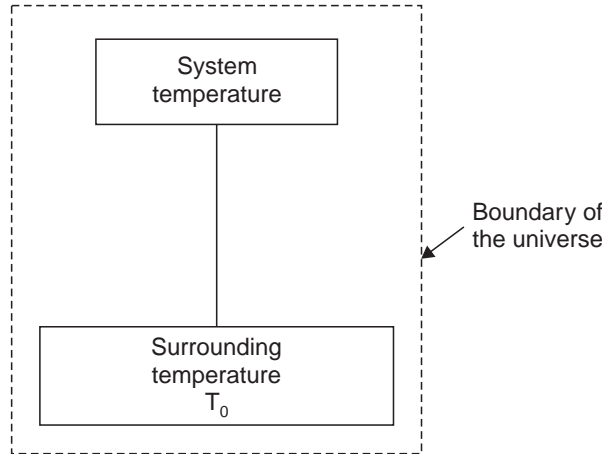 System
temperature
Boundary of
the universe
Surrounding
temperature
T₀